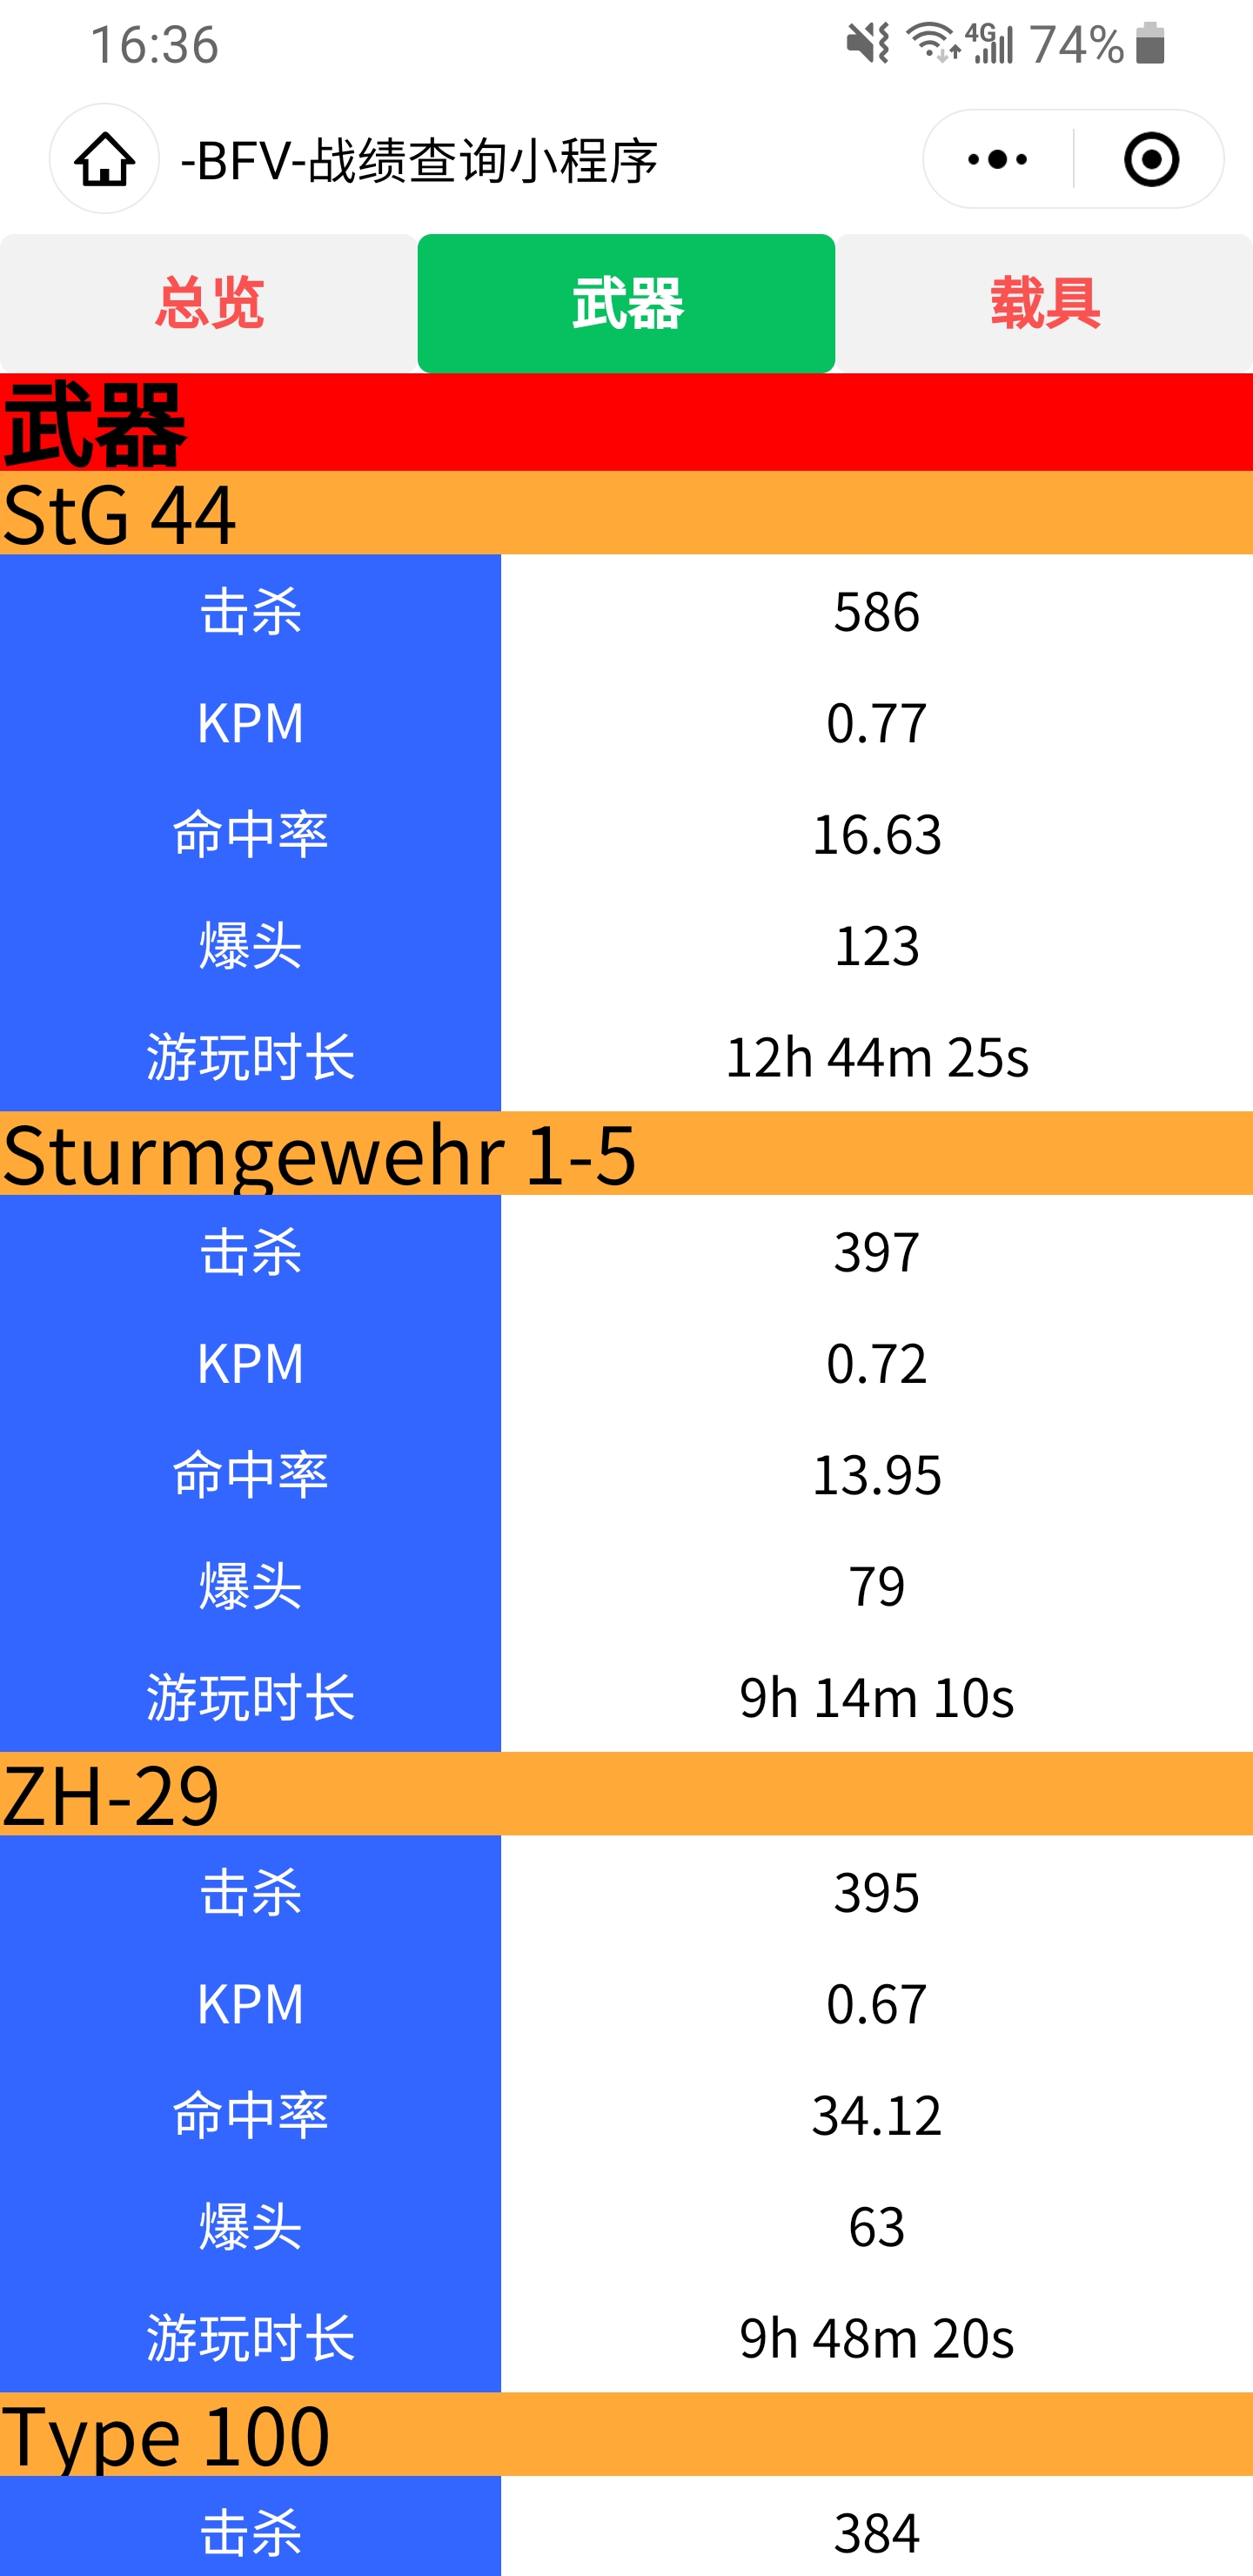 16:36 4G 74%
-BFV-战绩查询小程序
总览 武器 载具
武器
StG 44
击杀 586
KPM 0.77
命中率 16.63
爆头 123
游玩时长 12h 44m 25s
Sturmgewehr 1-5
击杀 397
KPM 0.72
命中率 13.95
爆头 79
游玩时长 9h 14m 10s
ZH-29
击杀 395
KPM 0.67
命中率 34.12
爆头 63
游玩时长 9h 48m 20s
Type 100
击杀 384